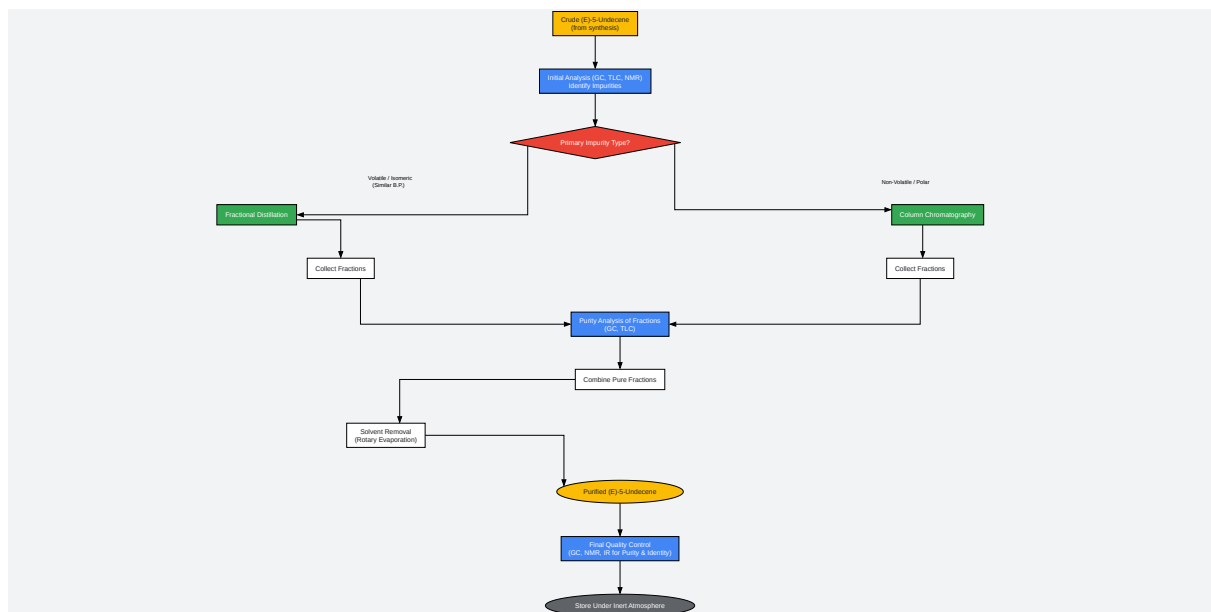 Crude (E)-5-Undecene
(from synthesis)
Initial Analysis (GC, TLC, NMR)
Identify Impurities
Primary Impurity Type?
Volatile / Isomeric
(Similar B.P.)
Non-Volatile / Polar
Fractional Distillation
Column Chromatography
Collect Fractions
Collect Fractions
Purity Analysis of Fractions
(GC, TLC)
Combine Pure Fractions
Solvent Removal
(Rotary Evaporation)
Purified (E)-5-Undecene
Final Quality Control
(GC, NMR, IR for Purity & Identity)
Store Under Inert Atmosphere